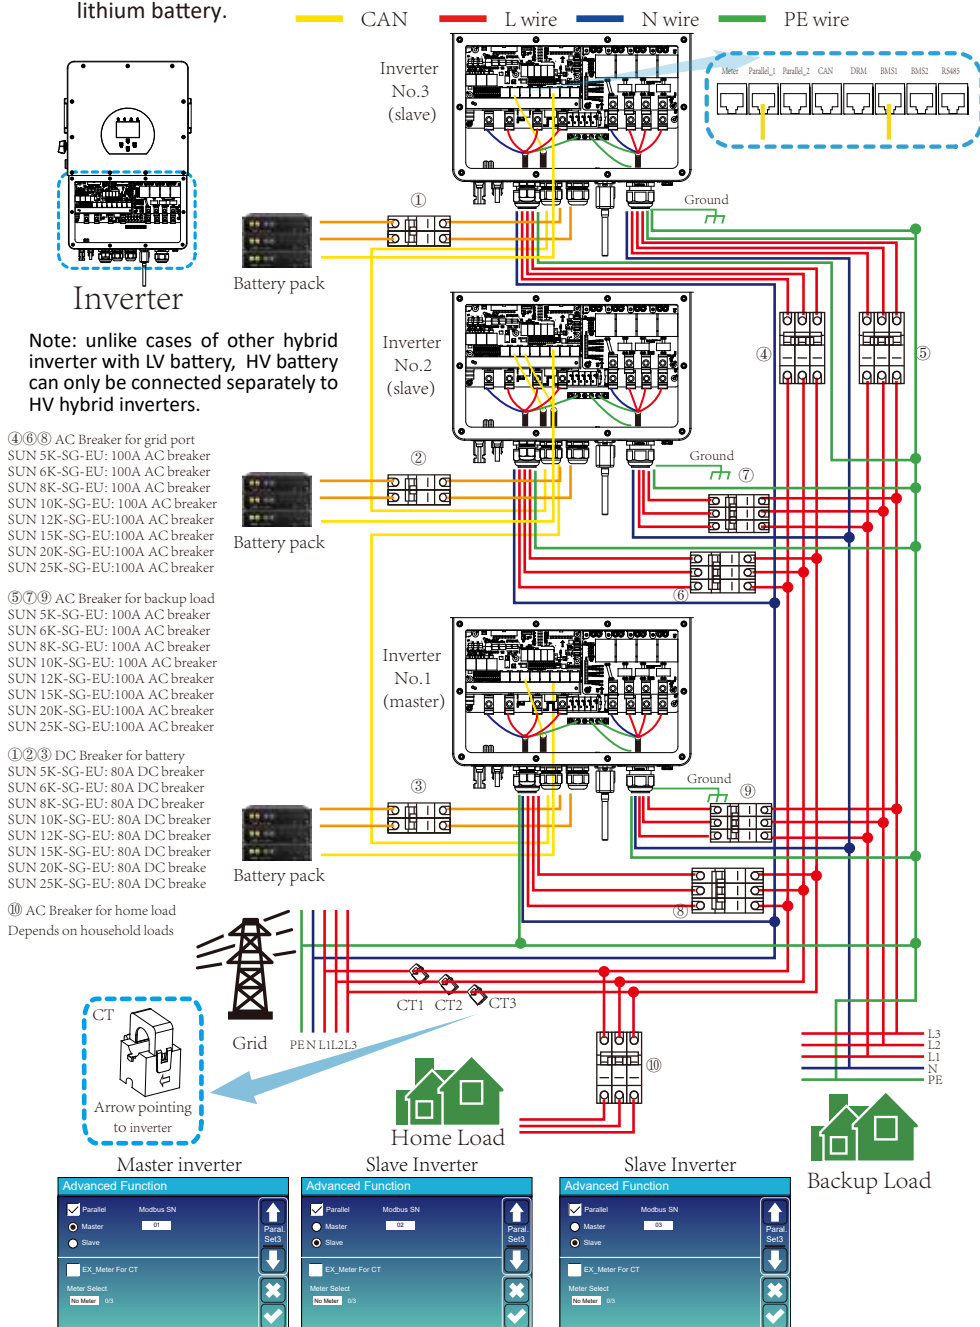 lithium battery.
CAN L wire N wire PE wire
Inverter
No.3
(slave)
Meter Parallel_1 Parallel_2 CAN DRM BMS1 BMS2 RS485
①
Ground
Battery pack
Inverter
Note: unlike cases of other hybrid
inverter with LV battery, HV battery
can only be connected separately to
HV hybrid inverters.
Inverter
No.2
(slave)
④
⑤
④⑥⑧ AC Breaker for grid port
SUN 5K-SG-EU: 100A AC breaker
SUN 6K-SG-EU: 100A AC breaker
SUN 8K-SG-EU: 100A AC breaker
SUN 10K-SG-EU: 100A AC breaker
SUN 12K-SG-EU:100A AC breaker
SUN 15K-SG-EU:100A AC breaker
SUN 20K-SG-EU:100A AC breaker
SUN 25K-SG-EU:100A AC breaker
②
Ground
⑦
Battery pack
⑥
⑤⑦⑨ AC Breaker for backup load
SUN 5K-SG-EU: 100A AC breaker
SUN 6K-SG-EU: 100A AC breaker
SUN 8K-SG-EU: 100A AC breaker
SUN 10K-SG-EU: 100A AC breaker
SUN 12K-SG-EU:100A AC breaker
SUN 15K-SG-EU:100A AC breaker
SUN 20K-SG-EU:100A AC breaker
SUN 25K-SG-EU:100A AC breaker
Inverter
No.1
(master)
①②③ DC Breaker for battery
SUN 5K-SG-EU: 80A DC breaker
SUN 6K-SG-EU: 80A DC breaker
SUN 8K-SG-EU: 80A DC breaker
SUN 10K-SG-EU: 80A DC breaker
SUN 12K-SG-EU: 80A DC breaker
SUN 15K-SG-EU: 80A DC breaker
SUN 20K-SG-EU: 80A DC breake
SUN 25K-SG-EU: 80A DC breake
③
Ground
⑨
Battery pack
⑧
⑩ AC Breaker for home load
Depends on household loads
CT1 CT2 CT3
CT
Grid
PE N L1 L2 L3
Arrow pointing
to inverter
⑩
Home Load
L3
L2
L1
N
PE
Backup Load
Master inverter
Advanced Function
Parallel Modbus SN
Master 01
Slave
Paral.
Set3
EX_Meter For CT
Meter Select
No Meter 0/3
Slave Inverter
Advanced Function
Parallel Modbus SN
Master 02
Slave
Paral.
Set3
EX_Meter For CT
Meter Select
No Meter 0/3
Slave Inverter
Advanced Function
Parallel Modbus SN
Master 03
Slave
Paral.
Set3
EX_Meter For CT
Meter Select
No Meter 0/3